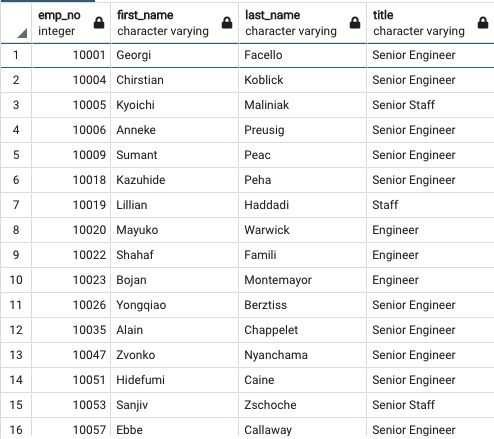 emp_no first_name last_name title
integer character varying character varying character varying
1 10001 Georgi Facello Senior Engineer
2 10004 Chirstian Koblick Senior Engineer
3 10005 Kyoichi Maliniak Senior Staff
4 10006 Anneke Preusig Senior Engineer
5 10009 Sumant Peac Senior Engineer
6 10018 Kazuhide Peha Senior Engineer
7 10019 Lillian Haddadi Staff
8 10020 Mayuko Warwick Engineer
9 10022 Shahaf Famili Engineer
10 10023 Bojan Montemayor Engineer
11 10026 Yongqiao Berztiss Senior Engineer
12 10035 Alain Chappelet Senior Engineer
13 10047 Zvonko Nyanchama Senior Engineer
14 10051 Hidefumi Caine Senior Engineer
15 10053 Sanjiv Zschoche Senior Staff
16 10057 Ebbe Callaway Senior Engineer